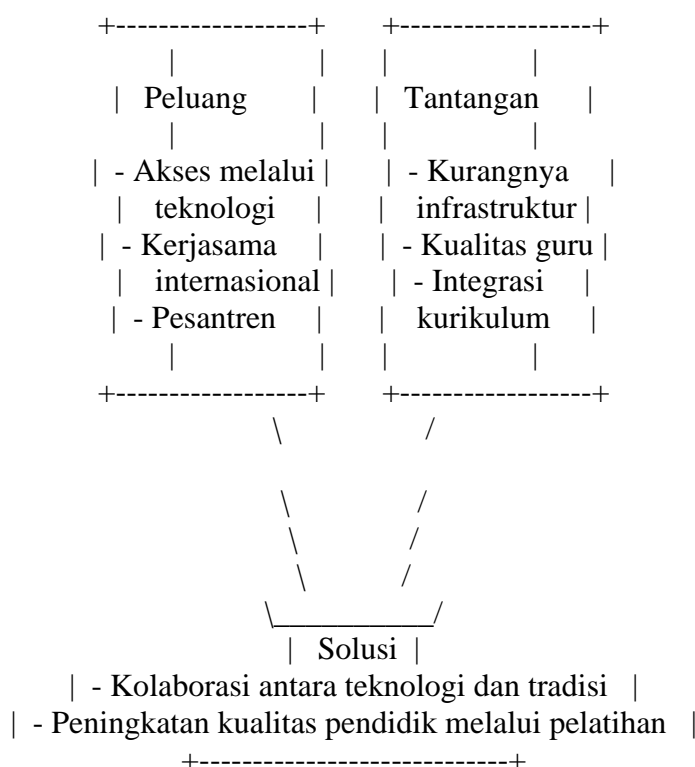 Peluang
- Akses melalui
teknologi
- Kerjasama
internasional
- Pesantren
Tantangan
- Kurangnya
infrastruktur
- Kualitas guru
- Integrasi
kurikulum
Solusi
- Kolaborasi antara teknologi dan tradisi
- Peningkatan kualitas pendidik melalui pelatihan